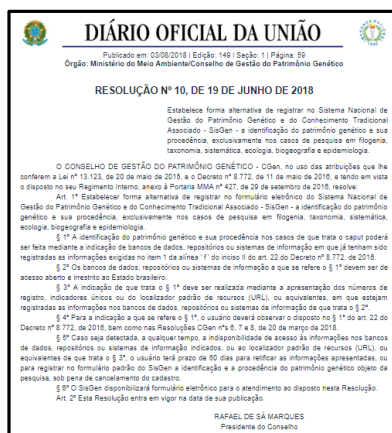 DIÁRIO OFICIAL DA UNIÃO
Publicado em: 03/08/2018 | Edição: 149 | Seção: 1 | Página: 59
Órgão: Ministério do Meio Ambiente/Conselho de Gestão do Patrimônio Genético
RESOLUÇÃO Nº 10, DE 19 DE JUNHO DE 2018
Estabelece forma alternativa de registrar no Sistema Nacional de
Gestão do Patrimônio Genético e do Conhecimento Tradicional
Associado - SisGen - a identificação do patrimônio genético e sua
procedência, exclusivamente nos casos de pesquisa em filogenia,
taxonomia, sistemática, ecologia, biogeografia e epidemiologia.
O CONSELHO DE GESTÃO DO PATRIMÔNIO GENÉTICO - CGen, no uso das atribuições que lhe
conferem a Lei nº 13.123, de 20 de maio de 2015, e o Decreto nº 8.772, de 11 de maio de 2016, e tendo em vista
o disposto no seu Regimento Interno, anexo à Portaria MMA nº 427, de 29 de setembro de 2016, resolve:
Art. 1º Estabelecer forma alternativa de registrar no formulário eletrônico do Sistema Nacional de
Gestão do Patrimônio Genético e do Conhecimento Tradicional Associado - SisGen - a identificação do patrimônio
genético e sua procedência, exclusivamente nos casos de pesquisa em filogenia, taxonomia, sistemática,
ecologia, biogeografia e epidemiologia
§ 1º A identificação do patrimônio genético e sua procedência nos casos de que trata o caput poderá
ser feita mediante a indicação de bancos de dados, repositórios ou sistemas de informação em que já tenham sido
registradas as informações exigidas no item 1 da alínea ' f ' do inciso II do art. 22 do Decreto nº 8.772, de 2016.
§ 2º Os bancos de dados, repositórios ou sistemas de informação a que se refere o § 1º devem ser de
acesso aberto e irrestrito ao Estado brasileiro.
§ 3º A indicação de que trata o § 1º deve ser realizada mediante a apresentação dos números de
registro, indicadores únicos ou do localizador padrão de recursos (URL), ou equivalentes, em que estejam
registradas as informações nos bancos de dados, repositórios ou sistemas de informação de que trata o § 2º.
§ 4º Para a indicação a que se refere o § 1º, o usuário deverá observar o disposto no § 1º do art. 22 do
Decreto nº 8.772, de 2016, bem como nas Resoluções CGen nºs 6, 7 e 8, de 20 de março de 2018.
§ 5º Caso seja detectada, a qualquer tempo, a indisponibilidade de acesso às informações nos bancos
de dados, repositórios ou sistemas de informação indicados, ou ao localizador padrão de recursos (URL), ou
equivalentes de que trata o § 3º, o usuário terá prazo de 60 dias para retificar as informações apresentadas, ou
para registrar no formulário padrão do SisGen a identificação e a procedência do patrimônio genético objeto da
pesquisa, sob pena de cancelamento do cadastro.
§ 6º O SisGen disponibilizará formulário eletrônico para o atendimento ao disposto nesta Resolução.
Art. 2º Esta Resolução entra em vigor na data de sua publicação.
RAFAEL DE SÁ MARQUES
Presidente do Conselho